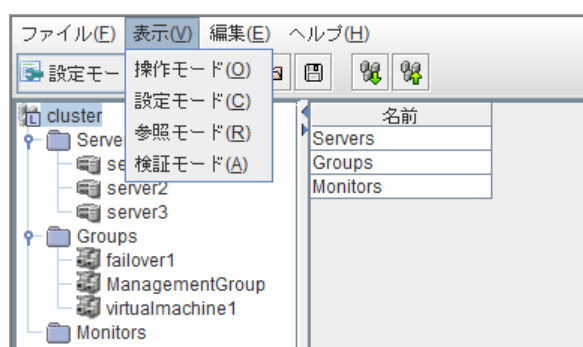 ファイル(F) 表示(V) 編集(E) ヘルプ(H)
設定モー
操作モード(O)
設定モード(C)
参照モード(R)
検証モード(A)
cluster
Serve
se
server2
server3
Groups
failover1
ManagementGroup
virtualmachine1
Monitors
名前
Servers
Groups
Monitors